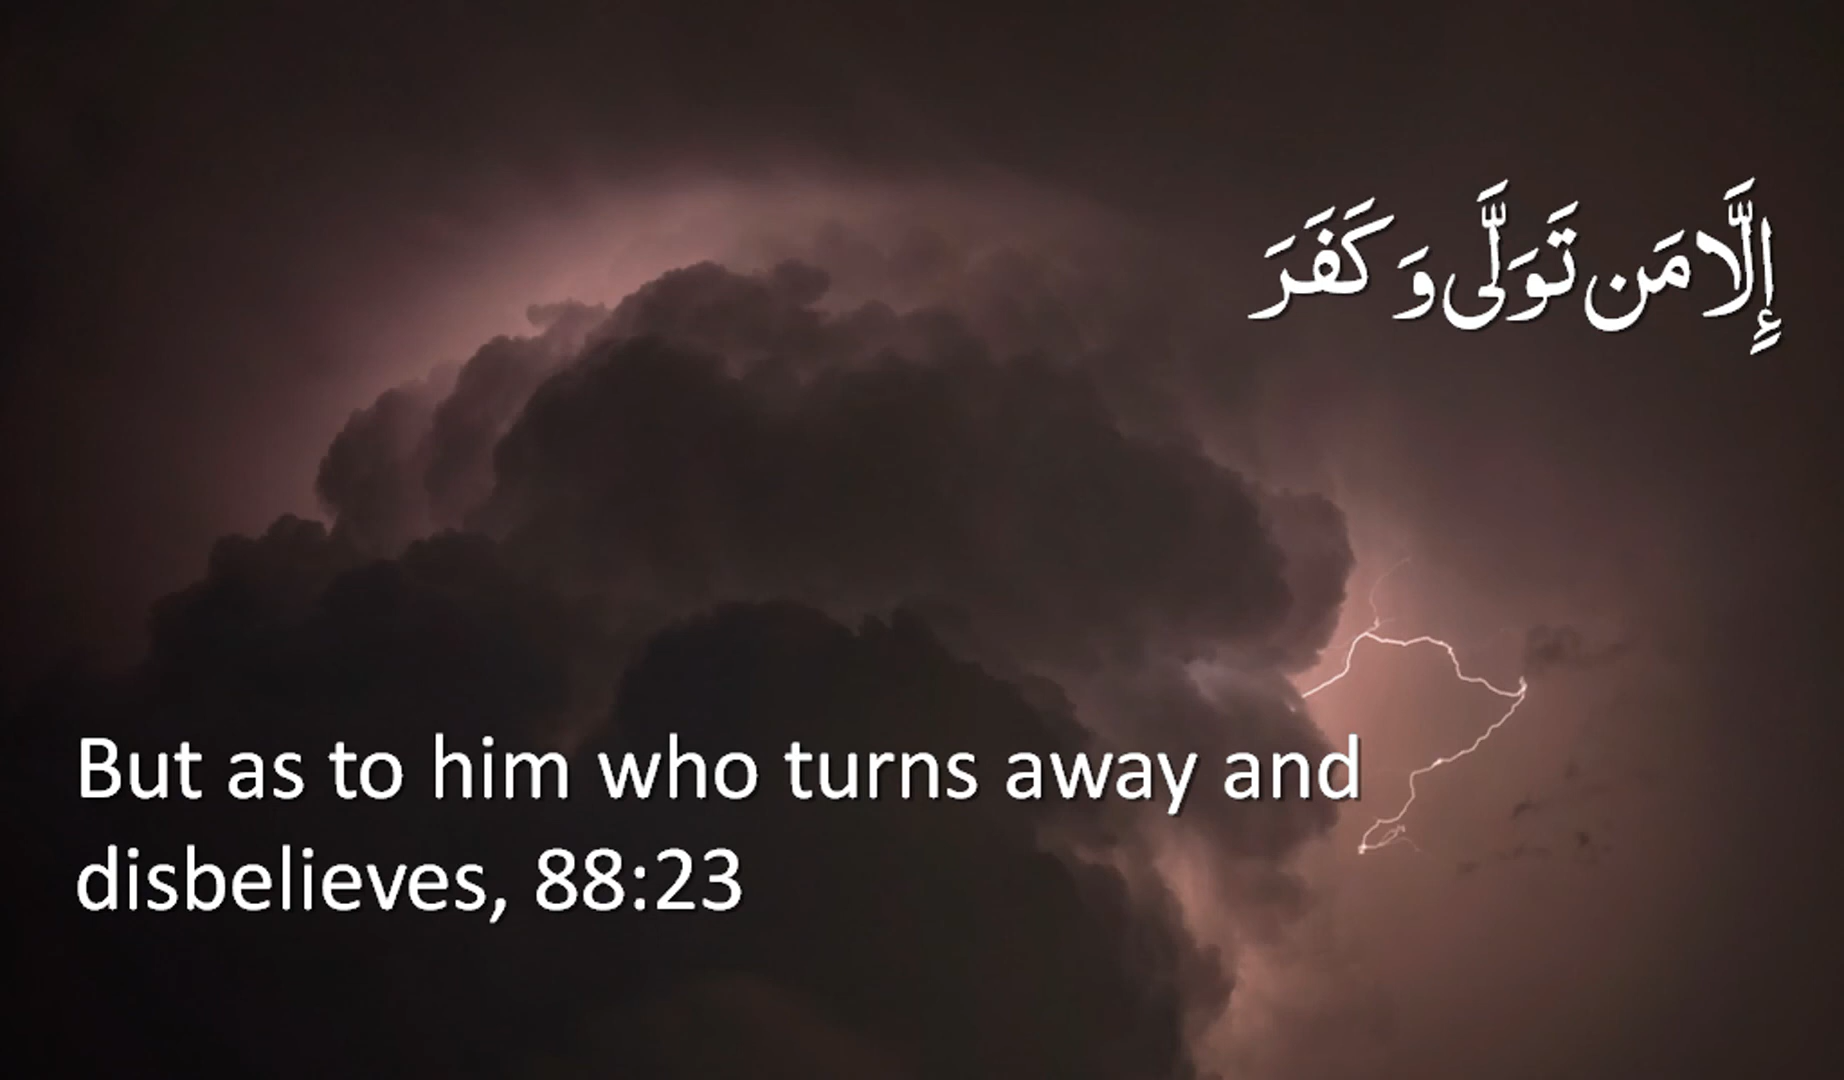 إِلَّا مَن تَوَلَّى وَكَفَرَ
But as to him who turns away and
disbelieves, 88:23